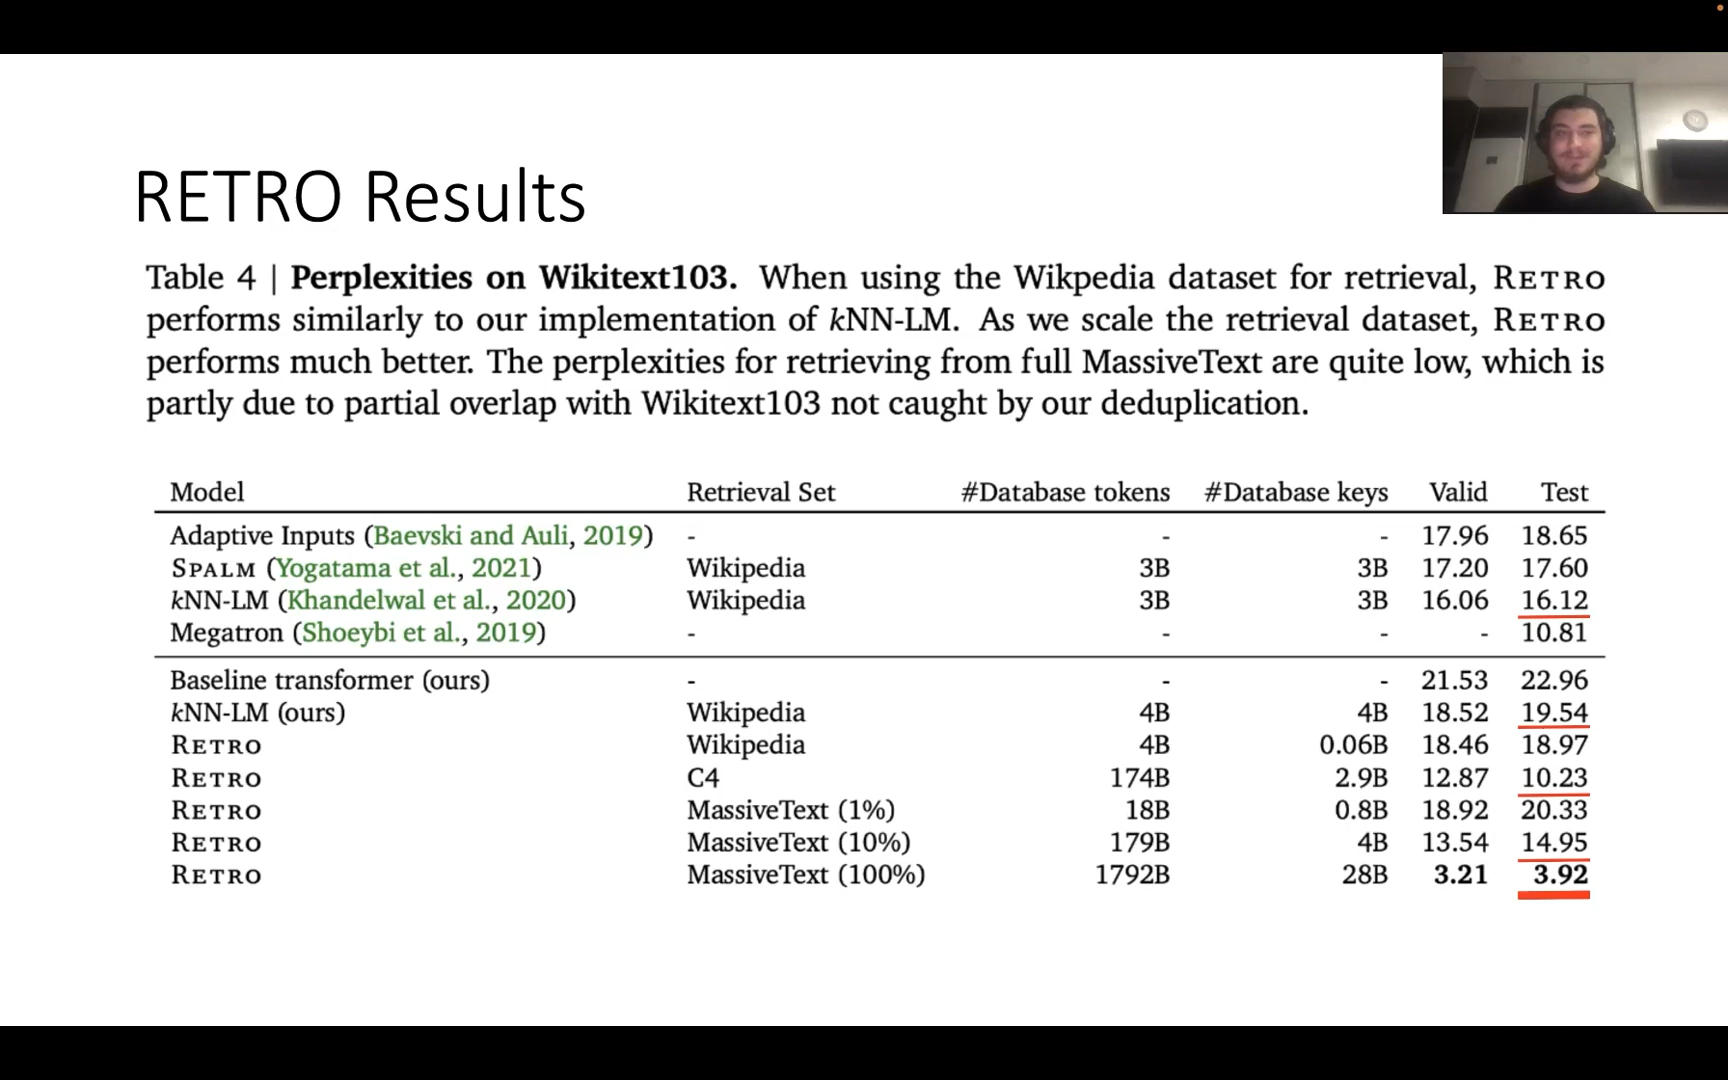 RETRO Results
Table 4 | Perplexities on Wikitext103. When using the Wikpedia dataset for retrieval, RETRO
performs similarly to our implementation of kNN-LM. As we scale the retrieval dataset, RETRO
performs much better. The perplexities for retrieving from full MassiveText are quite low, which is
partly due to partial overlap with Wikitext103 not caught by our deduplication.
Model Retrieval Set #Database tokens #Database keys Valid Test
Adaptive Inputs (Baevski and Auli, 2019) - - - 17.96 18.65
SPALM (Yogatama et al., 2021) Wikipedia 3B 3B 17.20 17.60
kNN-LM (Khandelwal et al., 2020) Wikipedia 3B 3B 16.06 16.12
Megatron (Shoeybi et al., 2019) - - - - 10.81
Baseline transformer (ours) - - - 21.53 22.96
kNN-LM (ours) Wikipedia 4B 4B 18.52 19.54
RETRO Wikipedia 4B 0.06B 18.46 18.97
RETRO C4 174B 2.9B 12.87 10.23
RETRO MassiveText (1%) 18B 0.8B 18.92 20.33
RETRO MassiveText (10%) 179B 4B 13.54 14.95
RETRO MassiveText (100%) 1792B 28B 3.21 3.92